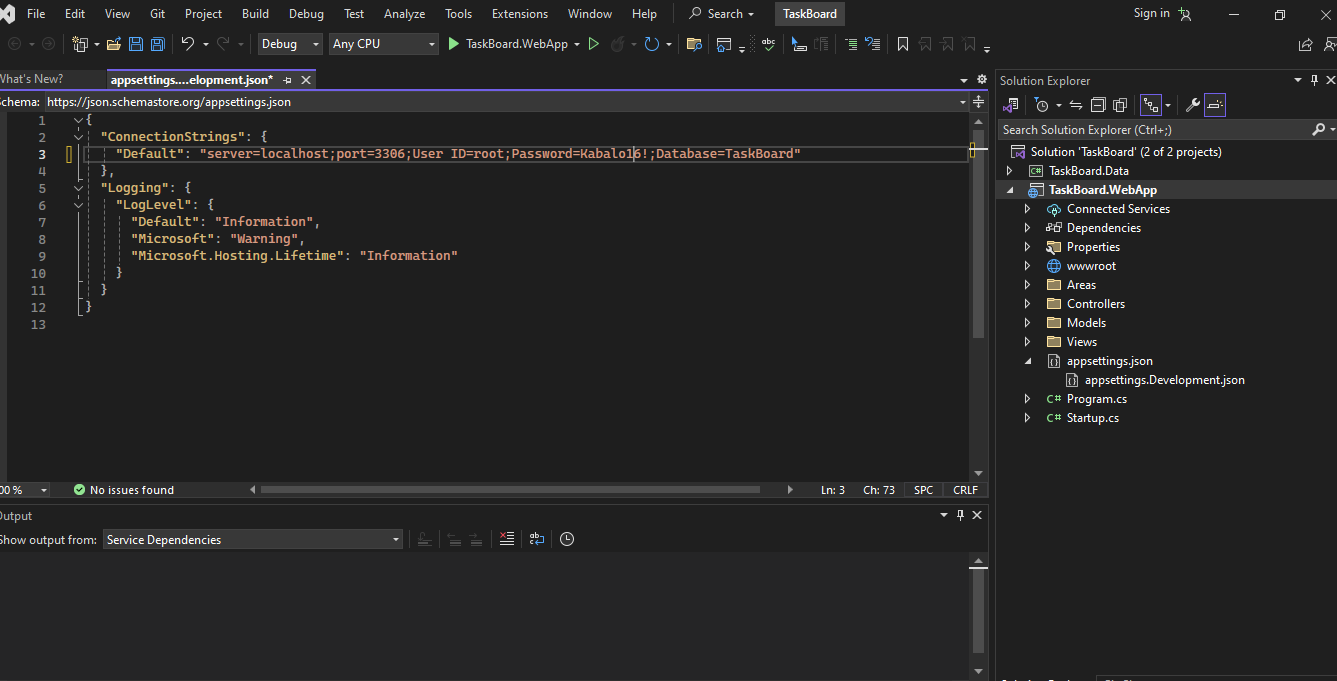 File Edit View Git Project Build Debug Test Analyze Tools Extensions Window Help Search TaskBoard Sign in
Debug Any CPU TaskBoard.WebApp
What's New? appsettings....elopment.json*
Schema: https://json.schemastore.org/appsettings.json
1 {
2 "ConnectionStrings": {
3 "Default": "server=localhost;port=3306;User ID=root;Password=Kabalo16!;Database=TaskBoard"
4 },
5 "Logging": {
6 "LogLevel": {
7 "Default": "Information",
8 "Microsoft": "Warning",
9 "Microsoft.Hosting.Lifetime": "Information"
10 }
11 }
12 }
13
00 % No issues found Ln: 3 Ch: 73 SPC CRLF
Output
Show output from: Service Dependencies
Solution Explorer
Search Solution Explorer (Ctrl+;)
Solution 'TaskBoard' (2 of 2 projects)
TaskBoard.Data
TaskBoard.WebApp
Connected Services
Dependencies
Properties
wwwroot
Areas
Controllers
Models
Views
appsettings.json
appsettings.Development.json
Program.cs
Startup.cs